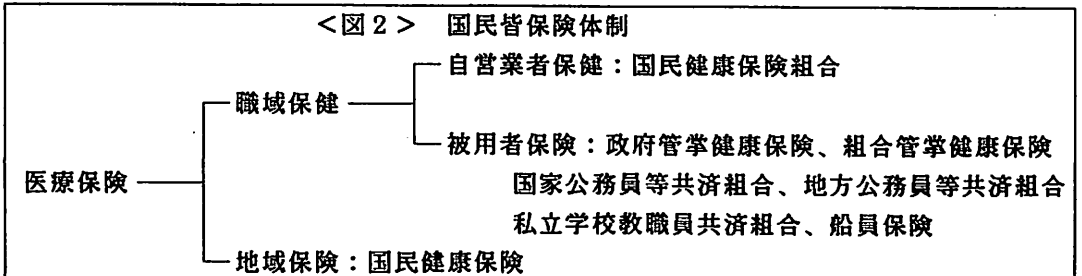 <図2> 国民皆保険体制
自営業者保健:国民健康保険組合
職域保健
被用者保険:政府管掌健康保険、組合管掌健康保険
医療保険
国家公務員等共済組合、地方公務員等共済組合
私立学校教職員共済組合、船員保険
地域保険:国民健康保険